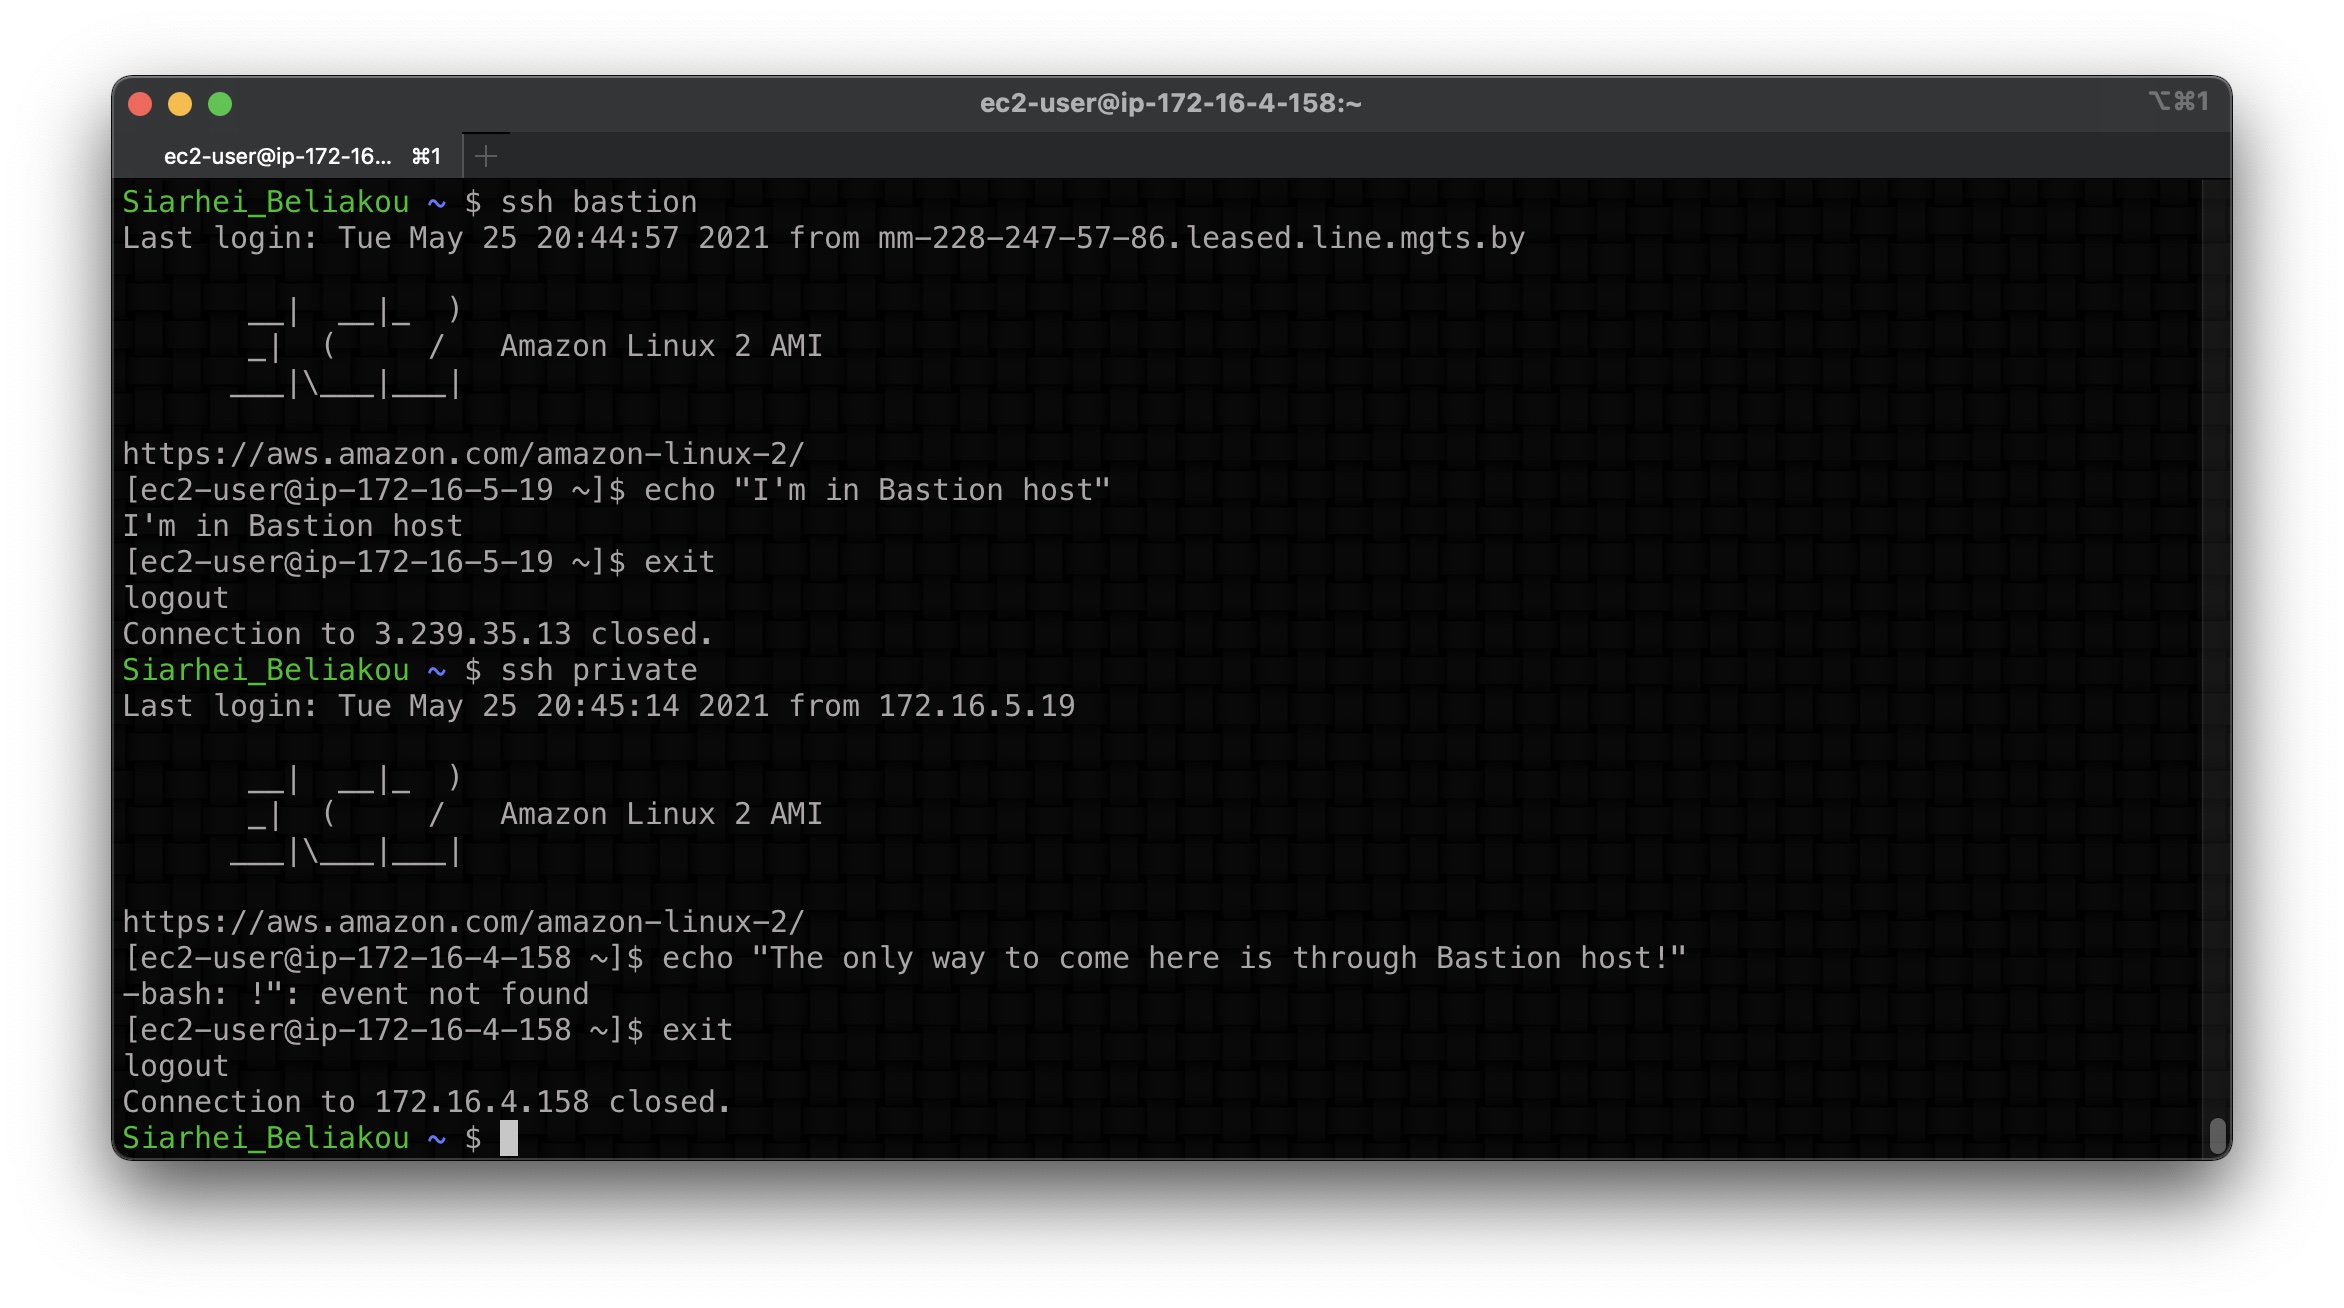 ec2-user@ip-172-16-4-158:~
⌥⌘1
ec2-user@ip-172-16... ⌘1
Siarhei_Beliakou ~ $ ssh bastion
Last login: Tue May 25 20:44:57 2021 from mm-228-247-57-86.leased.line.mgts.by

       __|  __|_  )
       _|  (     /   Amazon Linux 2 AMI
      ___|\___|___|

https://aws.amazon.com/amazon-linux-2/
[ec2-user@ip-172-16-5-19 ~]$ echo "I'm in Bastion host"
I'm in Bastion host
[ec2-user@ip-172-16-5-19 ~]$ exit
logout
Connection to 3.239.35.13 closed.
Siarhei_Beliakou ~ $ ssh private
Last login: Tue May 25 20:45:14 2021 from 172.16.5.19

       __|  __|_  )
       _|  (     /   Amazon Linux 2 AMI
      ___|\___|___|

https://aws.amazon.com/amazon-linux-2/
[ec2-user@ip-172-16-4-158 ~]$ echo "The only way to come here is through Bastion host!"
-bash: !": event not found
[ec2-user@ip-172-16-4-158 ~]$ exit
logout
Connection to 172.16.4.158 closed.
Siarhei_Beliakou ~ $